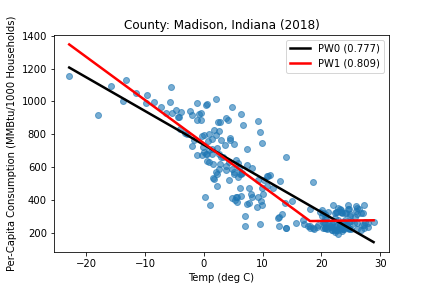 County: Madison, Indiana (2018)
Per-Capita Consumption (MMBtu/1000 Households)
1400
1200
1000
800
600
400
200
PW0 (0.777)
PW1 (0.809)
−20
−10
0
10
20
30
Temp (deg C)